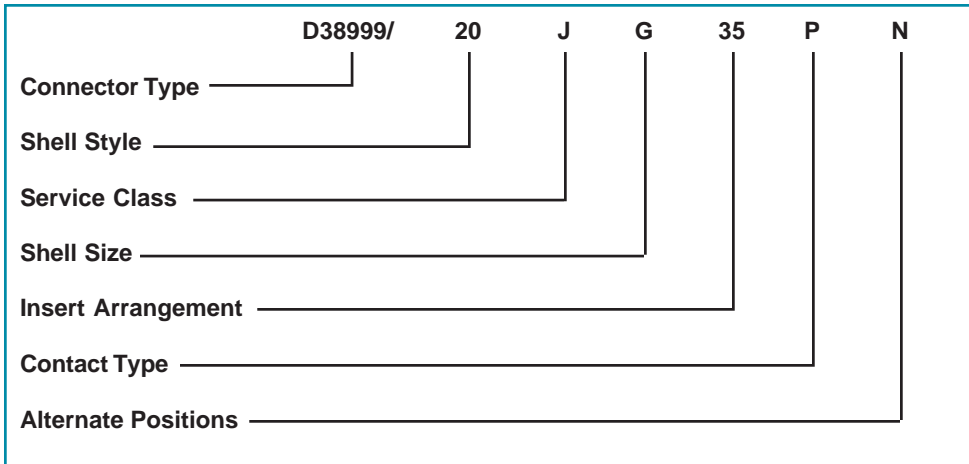 D38999/ 20 J G 35 P N
Connector Type
Shell Style
Service Class
Shell Size
Insert Arrangement
Contact Type
Alternate Positions